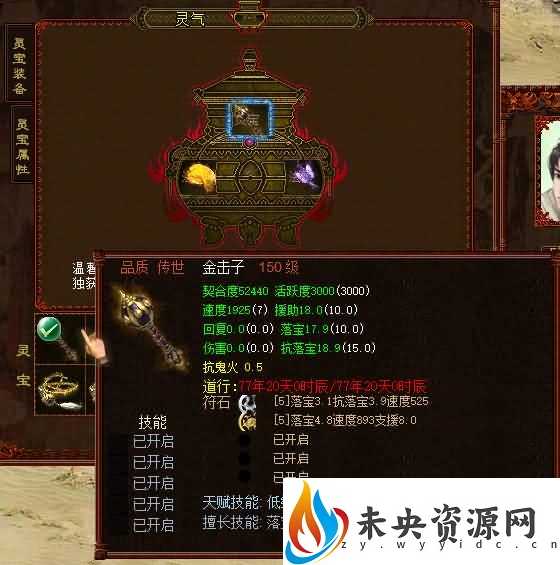 灵气
灵宝装备
灵宝属性
温馨
独获
灵宝
品质 传世 金击子 150 级
契合度52440 活跃度3000(3000)
速度1925(7) 援助18.0(10.0)
回复0.0(0.0) 落宝17.9(10.0)
伤害0.0(0.0) 抗落宝18.9(15.0)
抗鬼火 0.5
道行:77年20天0时辰/77年20天0时辰
符石 [5]落宝3.1抗落宝3.9速度525
[5]落宝4.8速度893支援8.0
技能
已开启 已开启
已开启 已开启
已开启 已开启
已开启
已开启
天赋技能:
擅长技能: 落
未央资源网
zy.wyyidc.cn